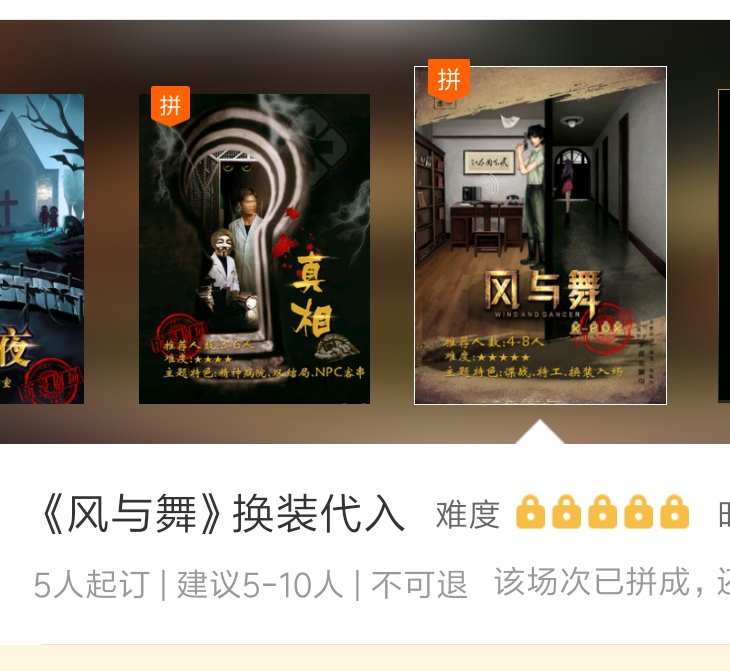 夜
室
拼
真相
推荐人数:3-6人
难度:★★★★
主题特色:精神病院.双结局.NPC客串
拼
风与舞
WIND AND DANCER
推荐人数:4-8人
难度:★★★★★
主题特色:谍战.特工.换装入场
《风与舞》换装代入 难度
5人起订 | 建议5-10人 | 不可退 该场次已拼成，还